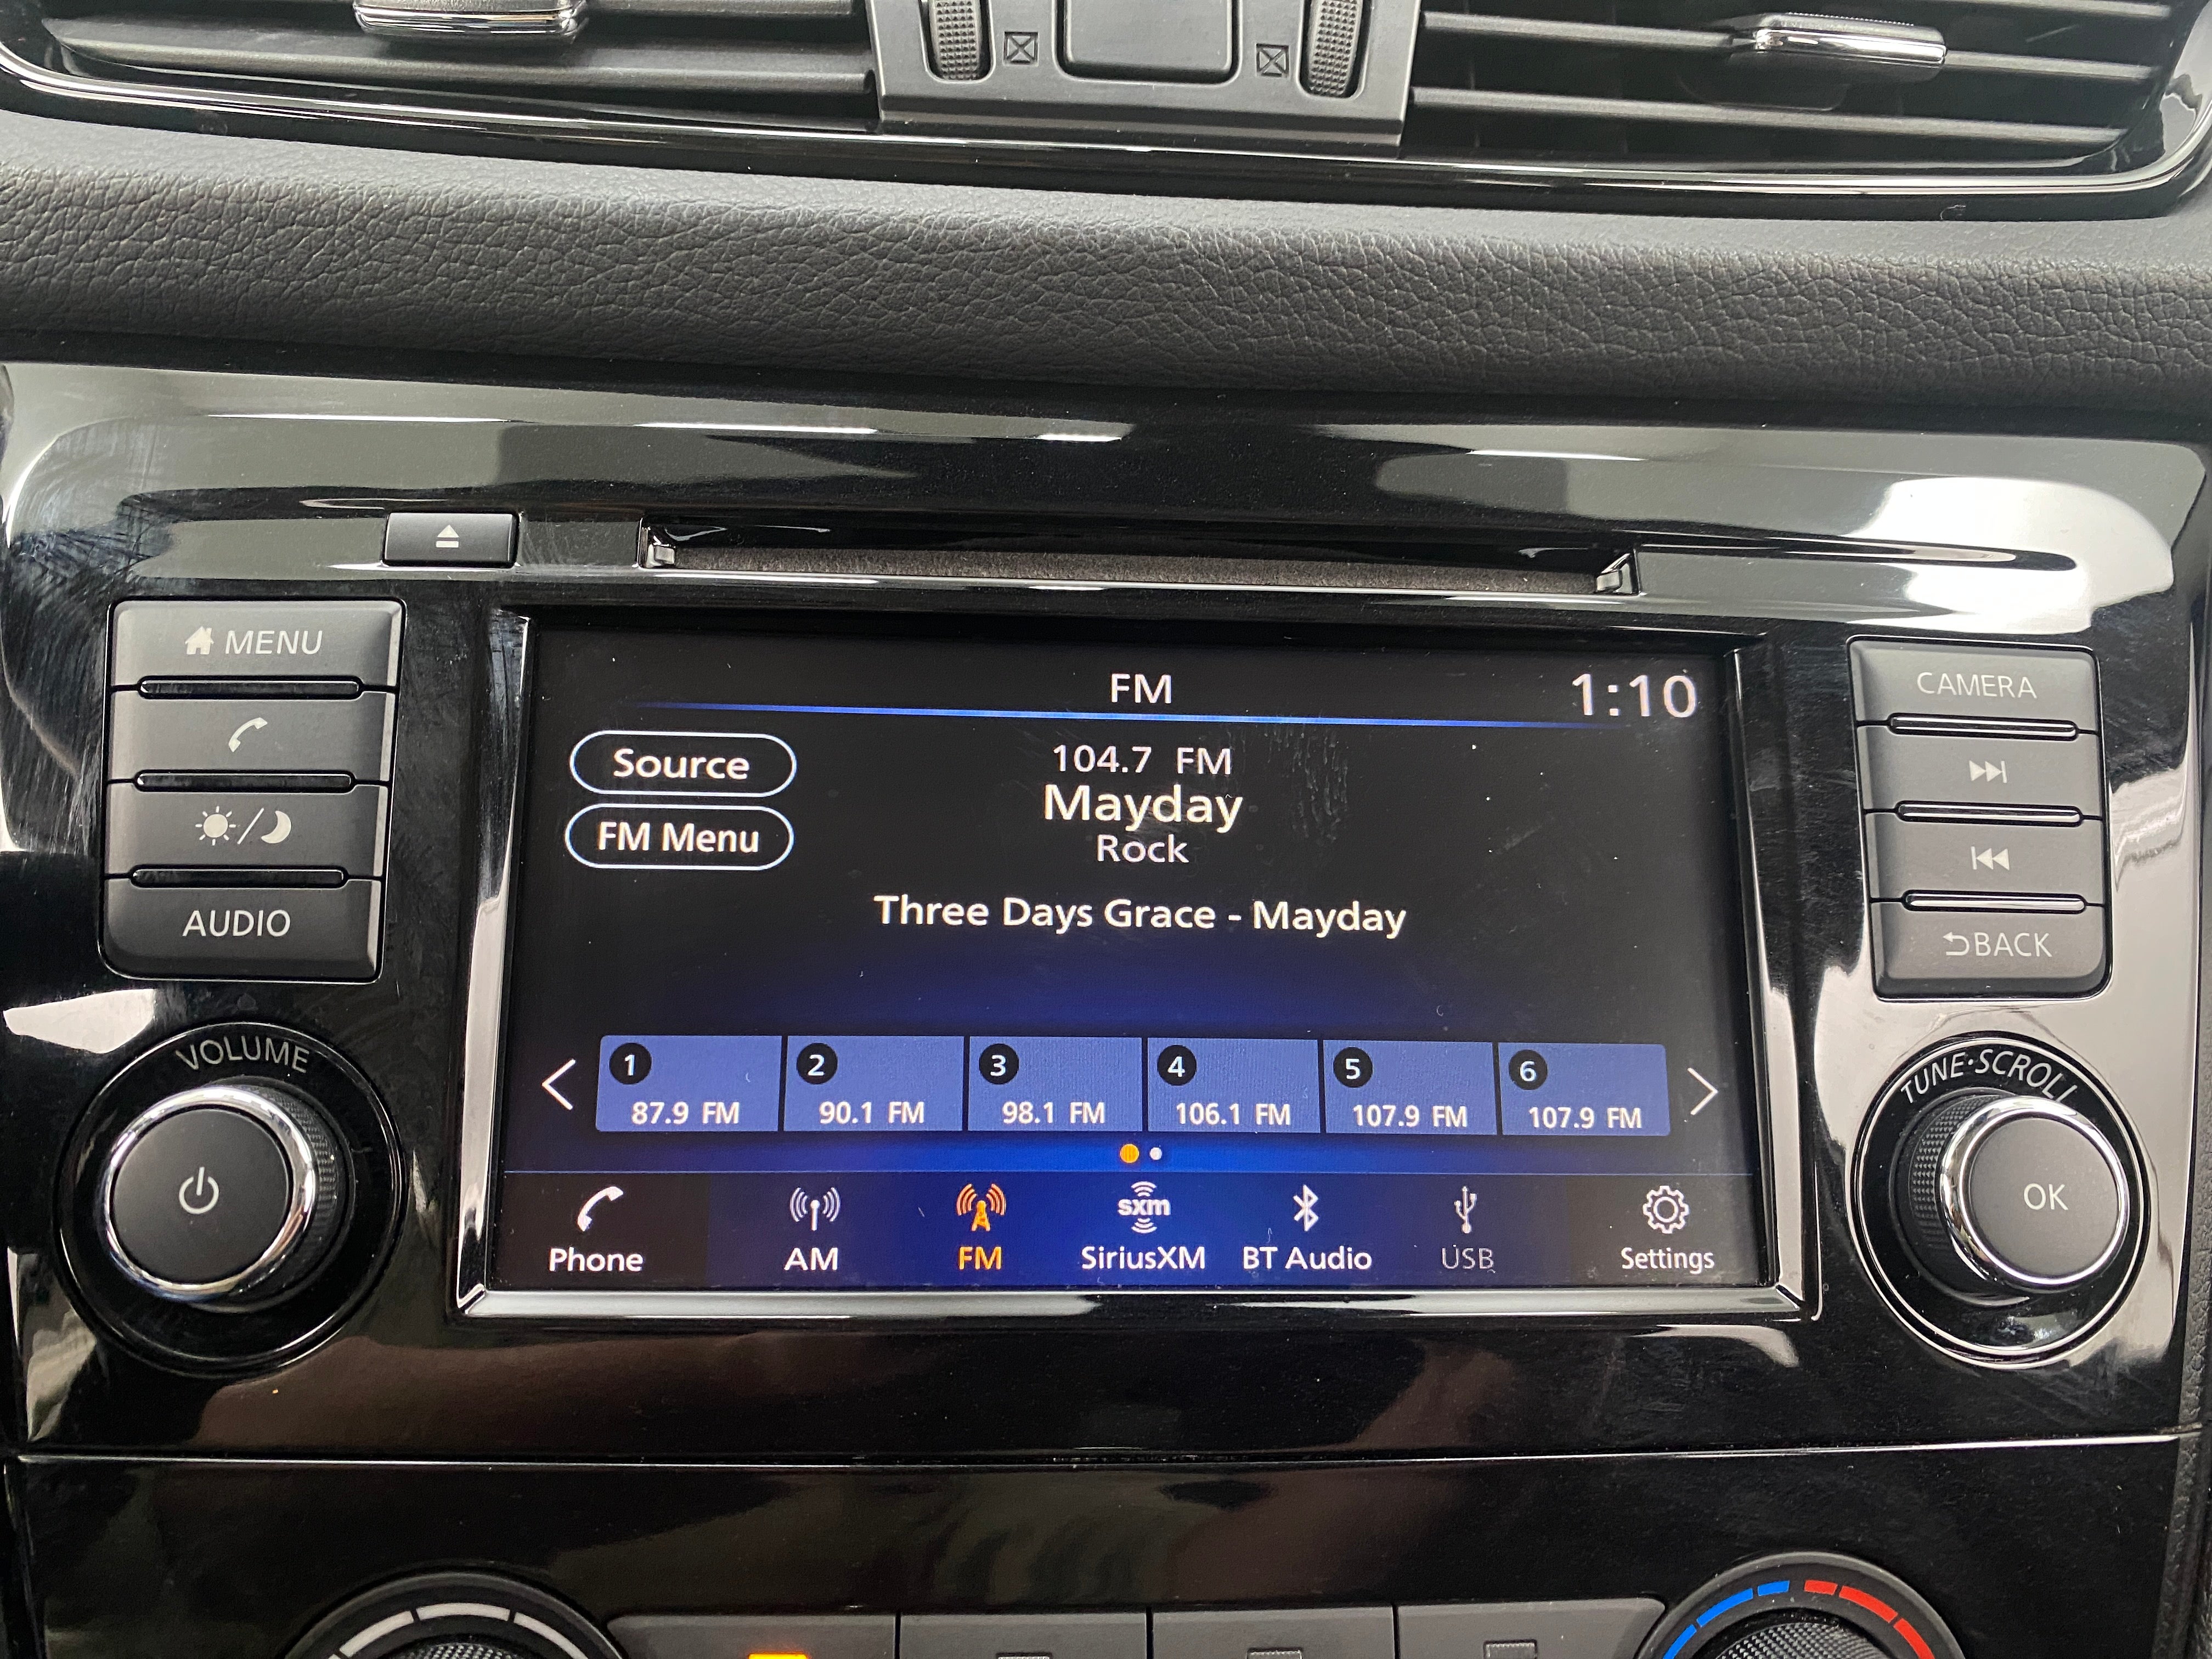 MENU
AUDIO
VOLUME
FM
1:10
Source
FM Menu
104.7 FM
Mayday
Rock
Three Days Grace - Mayday
1
87.9 FM
2
90.1 FM
3
98.1 FM
4
106.1 FM
5
107.9 FM
6
107.9 FM
Phone
AM
FM
sxm
SiriusXM
BT Audio
USB
Settings
CAMERA
BACK
TUNE·SCROLL
OK